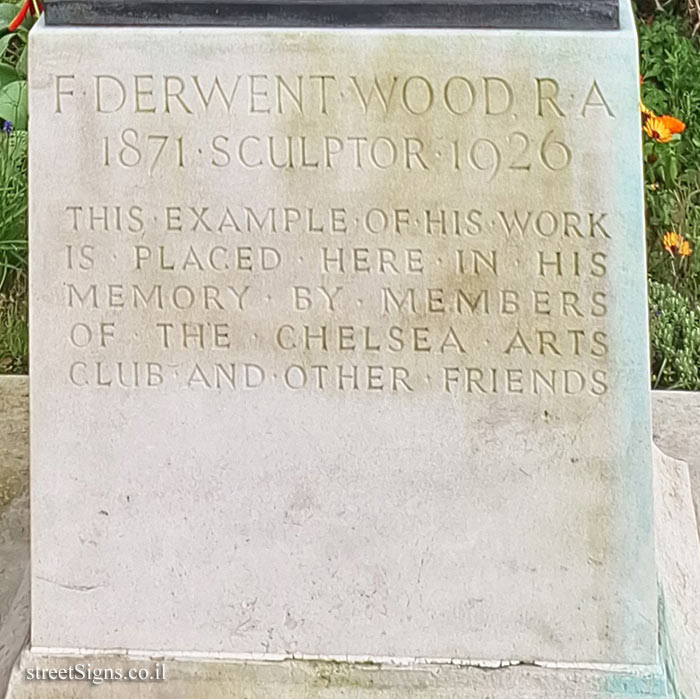 F·DERWENT·WOOD, R·A
1871·SCULPTOR·1926
THIS·EXAMPLE·OF·HIS·WORK
IS · PLACED · HERE · IN · HIS
MEMORY · BY · MEMBERS
OF · THE · CHELSEA · ARTS
CLUB·AND·OTHER·FRIENDS
streetSigns.co.il